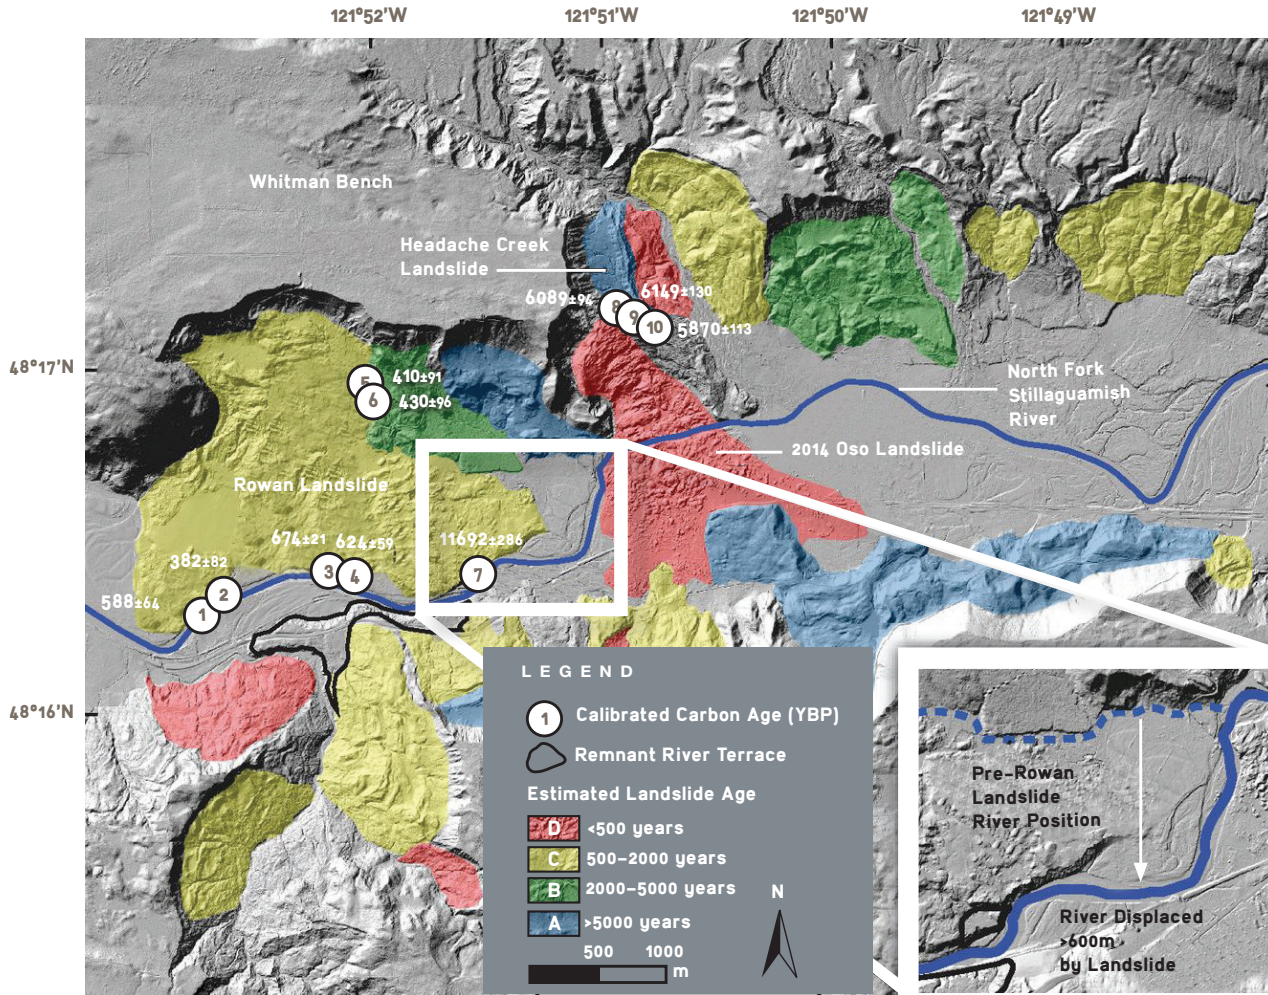 121°52'W
121°51'W
121°50'W
121°49'W
Whitman Bench
Headache Creek
Landslide
6089±94
6149±130
8
9
10
5870±113
48°17'N
North Fork
Stillaguamish
River
5
410±91
6
430±96
2014 Oso Landslide
Rowan Landslide
674±21
624±59
11692±286
382±82
3
4
7
588±64
2
1
48°16'N
LEGEND
1
Calibrated Carbon Age (YBP)
Remnant River Terrace
Estimated Landslide Age
D
<500 years
C
500-2000 years
B
2000-5000 years
A
>5000 years
N
500
1000
m
Pre-Rowan
Landslide
River Position
River Displaced
>600m
by Landslide